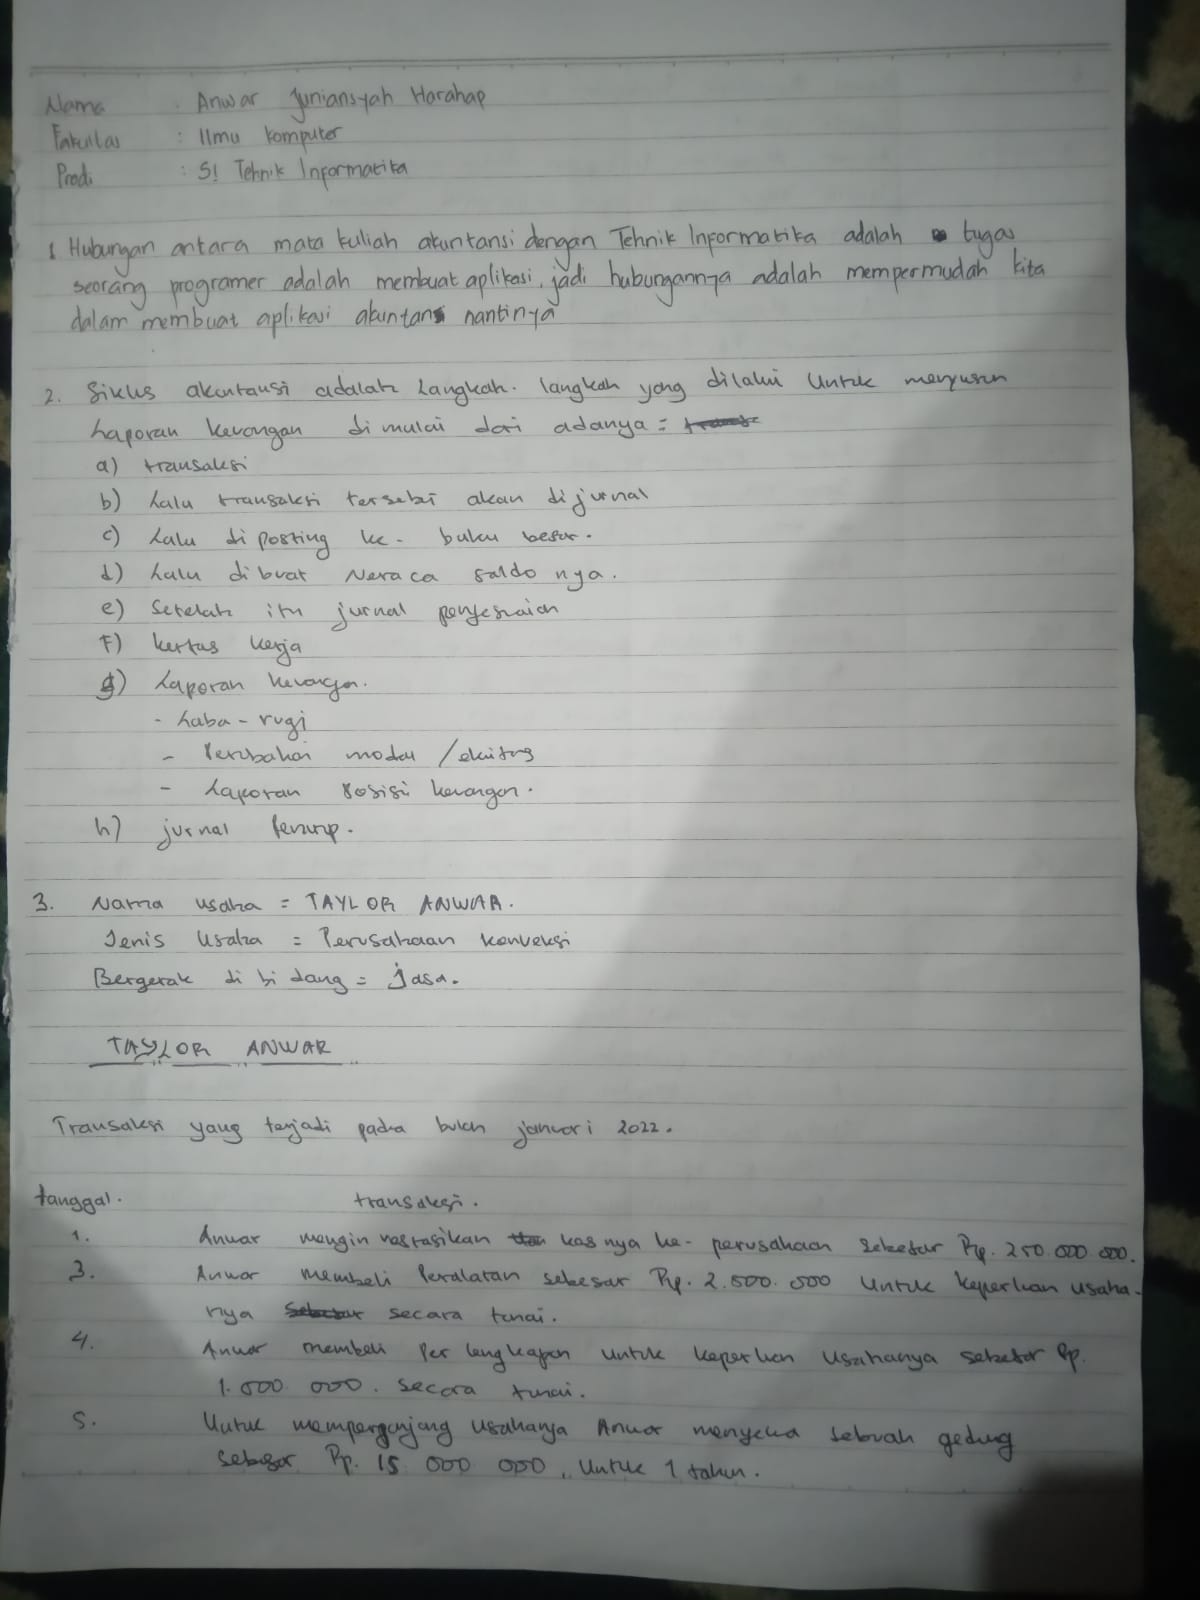 Nama : Anwar Juniansyah Harahap
Fakultas : Ilmu Komputer
Prodi : S1 Tehnik Informatika
1 Hubungan antara mata kuliah akuntansi dengan Tehnik Informatika adalah tugas
seorang programer adalah membuat aplikasi, jadi hubungannya adalah mempermudah kita
dalam membuat aplikasi akuntans nantinya
2. Siklus akuntansi adalah Langkah-langkah yang dilalui Untuk menyusun
Laporan keuangan di mulai dari adanya =
a) transaksi
b) Lalu transaksi tersebut akan di jurnal
c) Lalu di posting ke- buku besar.
d) Lalu dibuat Neraca saldo nya.
e) Setelah itu jurnal penyesuaian
f) kertas kerja
g) Laporan keuangan.
- Laba-rugi
- Perubahan modal / ekuitas
- Laporan posisi keuangan.
h) jurnal penutup.
3. Nama usaha = TAYLOR ANWAR.
Jenis Usaha = Perusahaan konveksi
Bergerak di bidang = jasa.
TAYLOR ANWAR
Transaksi yang terjadi pada bulan januari 2022.
tanggal. transaksi.
1. Anwar menginvestasikan kas nya ke- perusahaan sebesar Rp. 250.000.000.
3. Anwar membeli Peralatan sebesar Rp. 2.500.000 Untuk keperluan usaha-
nya secara tunai.
4. Anwar membeli Perlengkapan untuk keperluan usahanya sebesar Rp.
1.000.000. secara tunai.
5. Untuk memperpanjang usahanya Anwar menyewa sebuah gedung
sebesar Rp. 15 000 000, Untuk 1 tahun.